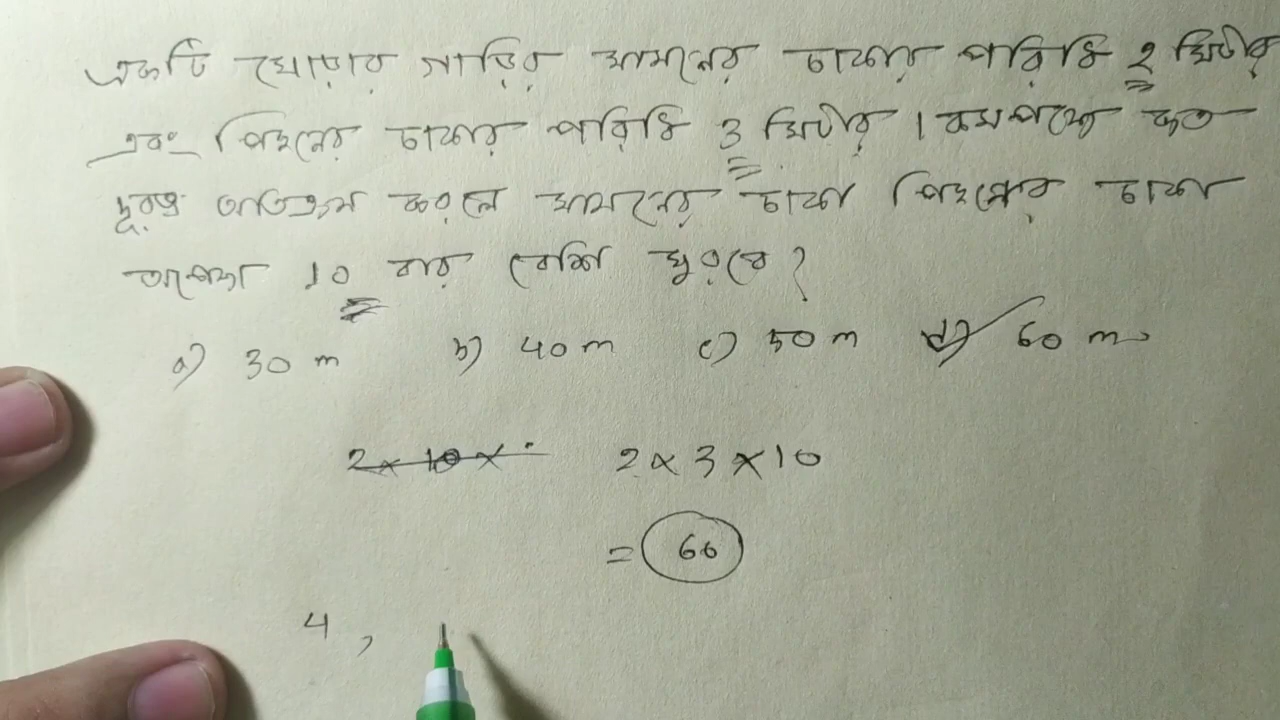 একটি ঘোড়ার গাড়ির সামনের চাকার পরিধি ২ মিটার
এবং পিছনের চাকার পরিধি 3 মিটার । কমপক্ষে কত
দূরত্ব অতিক্রম করলে সামনের চাকা পিছনের চাকা
অপেক্ষা 10 বার বেশি ঘুরবে ?
a) 30 m b) 40 m c) 50 m d) 60 m
2 x 10 x 2 x 3 x 10
= 60
4 ,